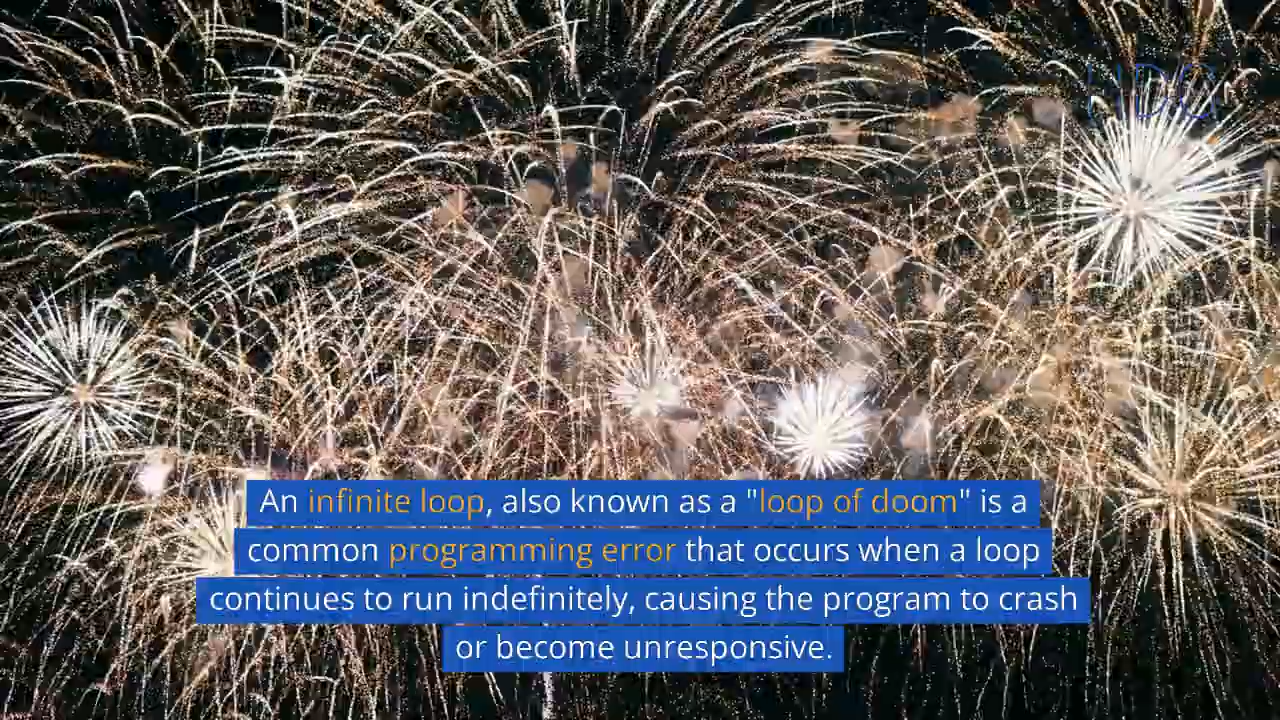 HDQ
An infinite loop, also known as a "loop of doom" is a
common programming error that occurs when a loop
continues to run indefinitely, causing the program to crash
or become unresponsive.